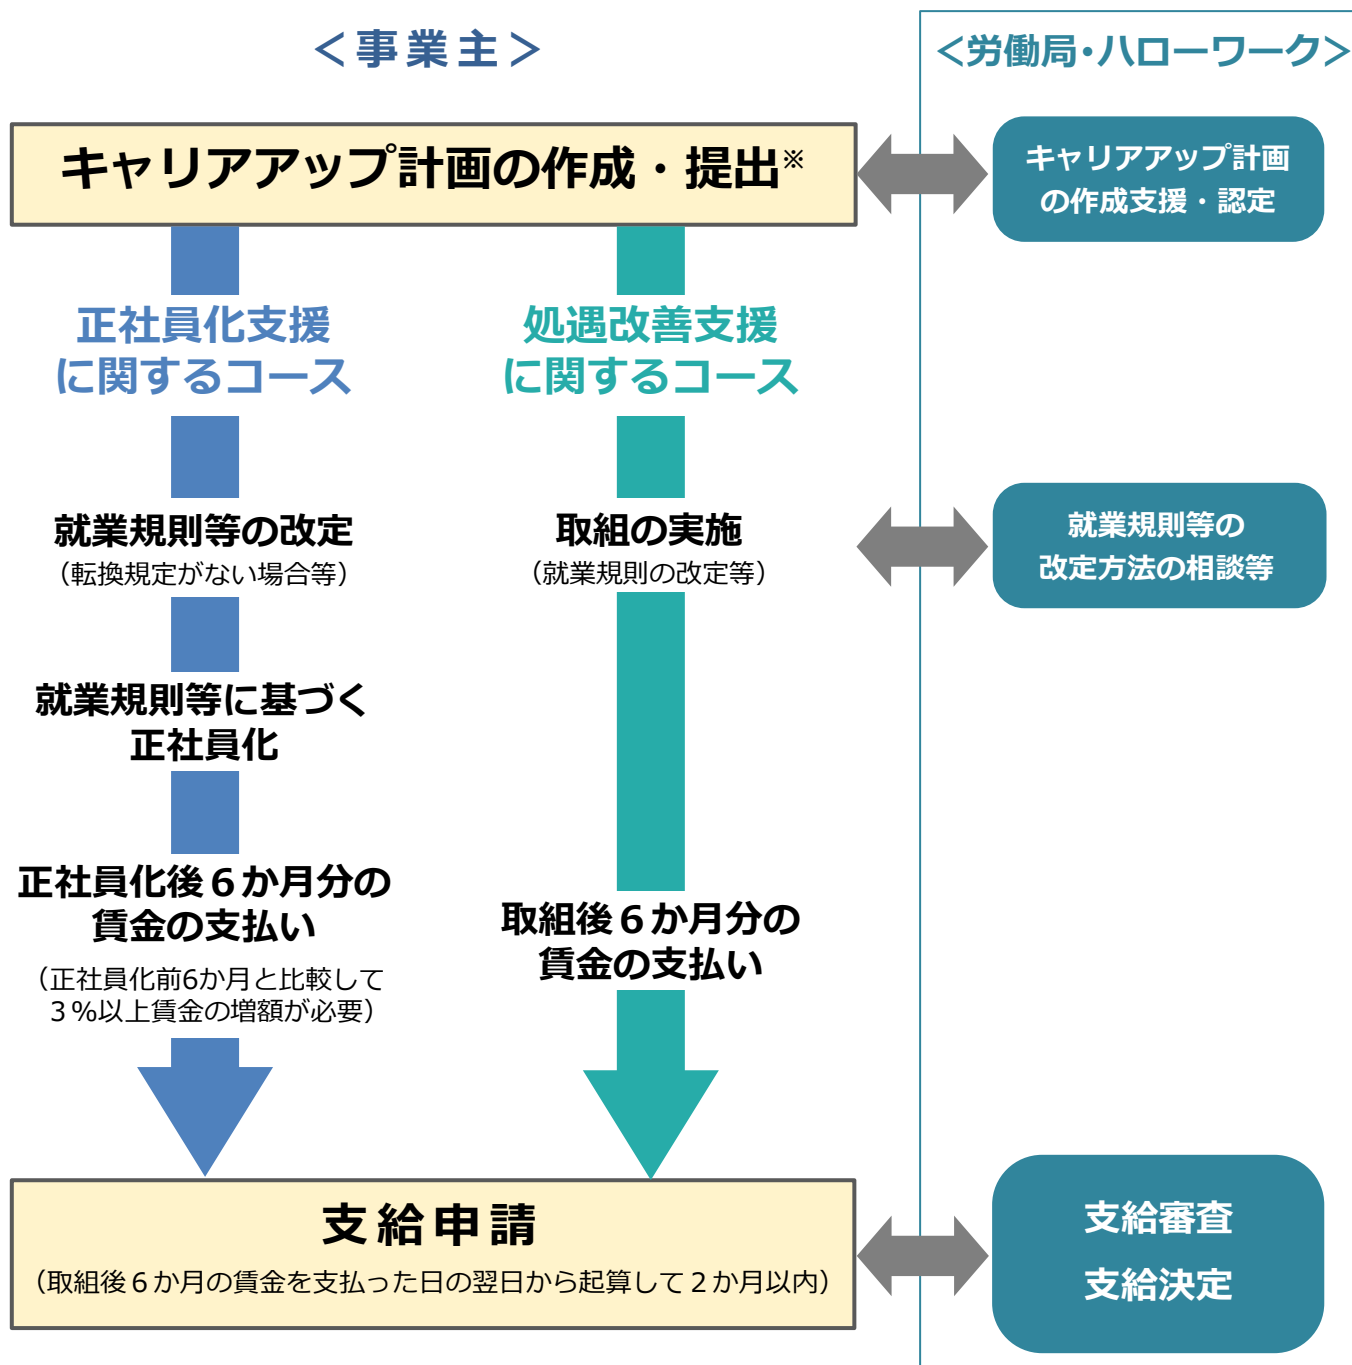 ＜事業主＞
＜労働局・ハローワーク＞
キャリアアップ計画の作成・提出※
キャリアアップ計画
の作成支援・認定
正社員化支援
に関するコース
処遇改善支援
に関するコース
就業規則等の改定
（転換規定がない場合等）
取組の実施
（就業規則の改定等）
就業規則等の
改定方法の相談等
就業規則等に基づく
正社員化
正社員化後６か月分の
賃金の支払い
（正社員化前6か月と比較して
３%以上賃金の増額が必要）
取組後６か月分の
賃金の支払い
支給申請
（取組後６か月の賃金を支払った日の翌日から起算して２か月以内）
支給審査
支給決定